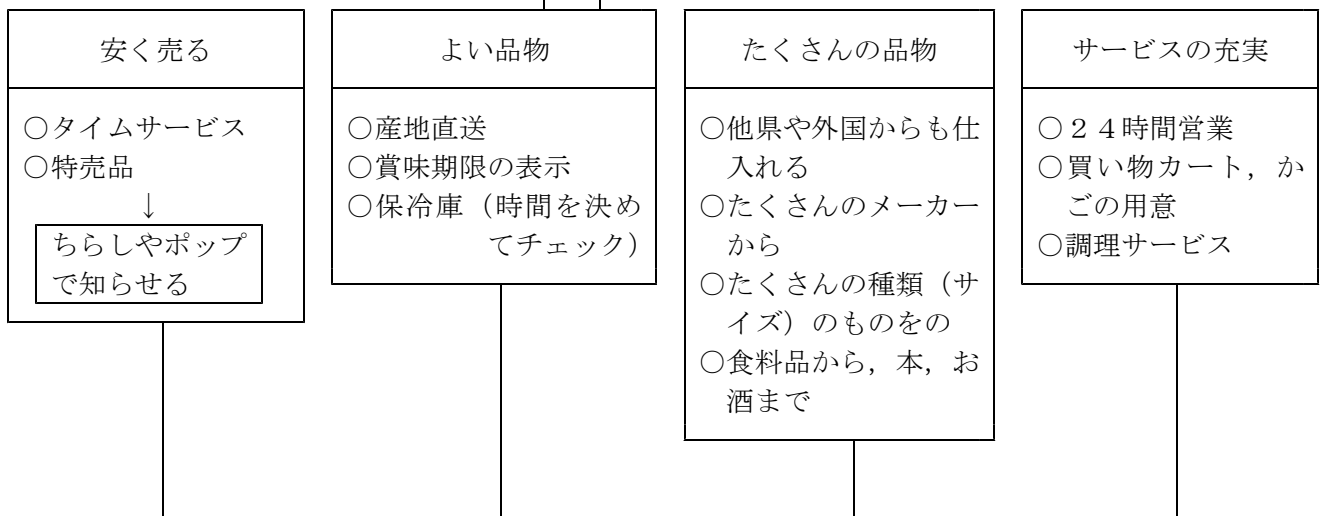 安く売る
○タイムサービス
○特売品
↓
ちらしやポップ
で知らせる
よい品物
○産地直送
○賞味期限の表示
○保冷庫（時間を決め
てチェック）
たくさんの品物
○他県や外国からも仕
入れる
○たくさんのメーカー
から
○たくさんの種類（サ
イズ）のものをの
○食料品から，本，お
酒まで
サービスの充実
○２４時間営業
○買い物カート，か
ごの用意
○調理サービス